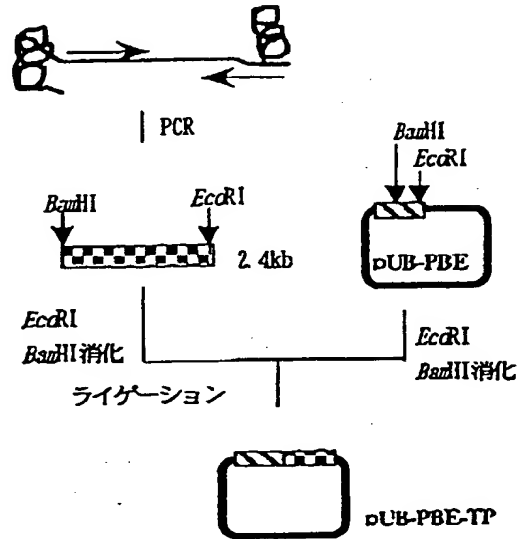 PCR
BamHI
EcoRI
BamHI
EcoRI
2.4kb
pUB-PBE
EcoRI
BamHI消化
EcoRI
BamHI消化
ライゲーション
pUB-PBE-TP